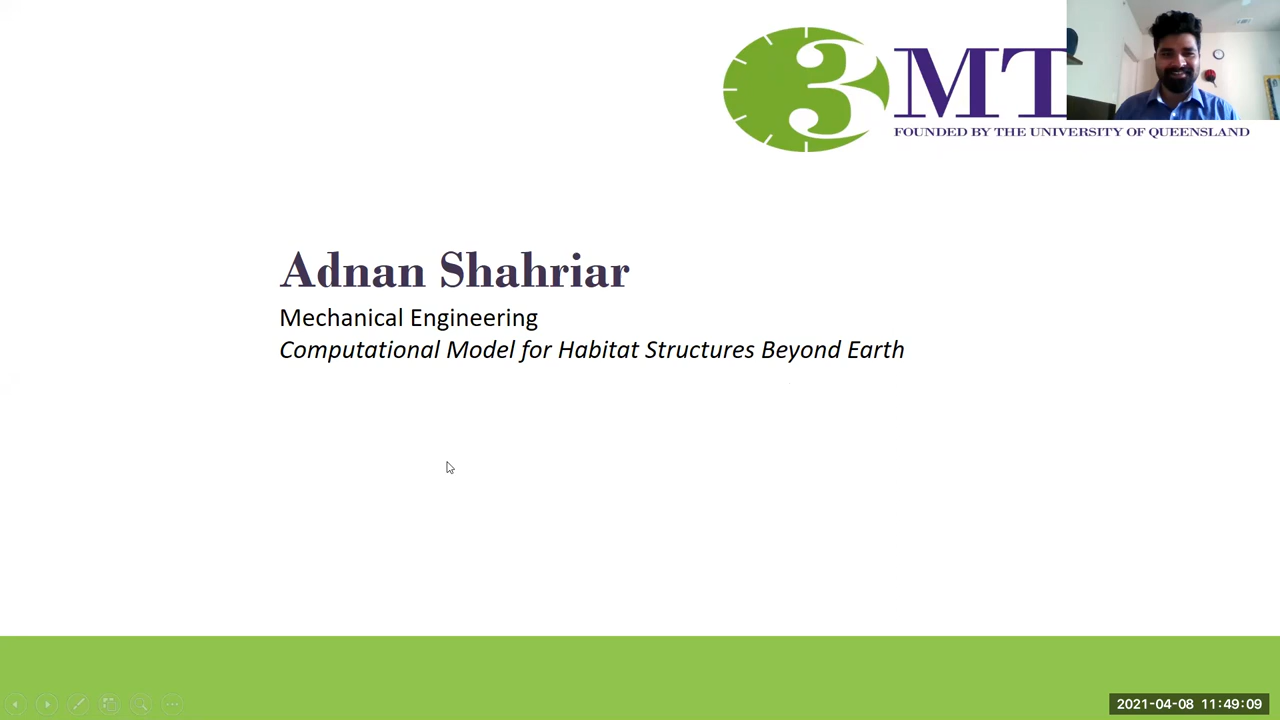 3MT
FOUNDED BY THE UNIVERSITY OF QUEENSLAND
Adnan Shahriar
Mechanical Engineering
Computational Model for Habitat Structures Beyond Earth
2021-04-08 11:49:09